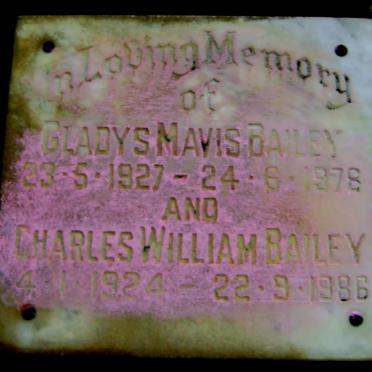 In Loving Memory
of
GLADYS MAVIS BAILEY
23·5·1927 - 24·6·1978
AND
CHARLES WILLIAM BAILEY
4·1·1924 - 22·9·1986